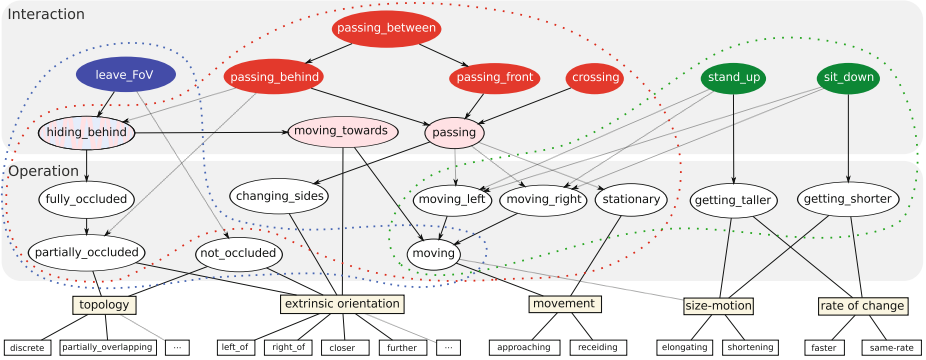 Interaction
passing_between
leave_FoV
passing_behind
passing_front
crossing
stand_up
sit_down
hiding_behind
moving_towards
passing
Operation
fully_occluded
changing_sides
moving_left
moving_right
stationary
getting_taller
getting_shorter
partially_occluded
not_occluded
moving
topology
extrinsic orientation
movement
size-motion
rate of change
discrete
partially_overlapping
...
left_of
right_of
closer
further
...
approaching
receiding
elongating
shortening
faster
same-rate